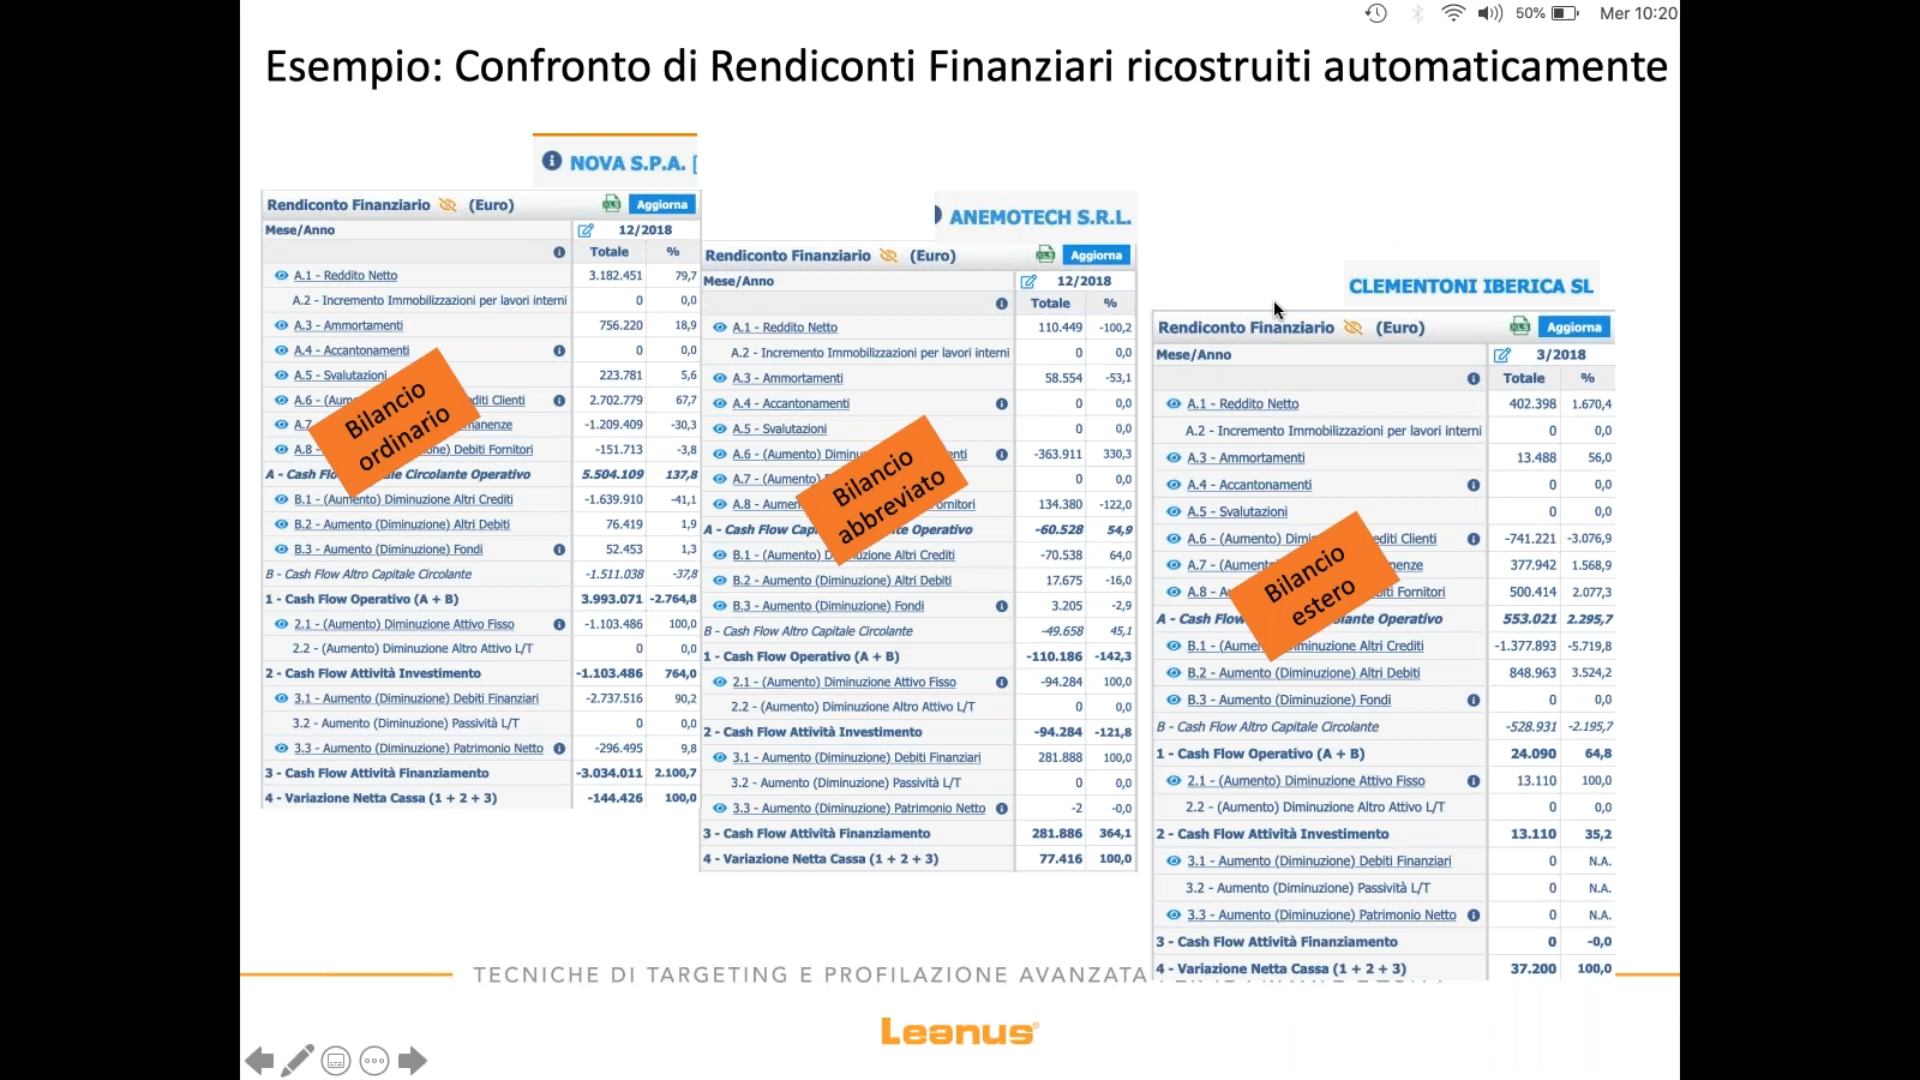 50% Mer 10:20
Esempio: Confronto di Rendiconti Finanziari ricostruiti automaticamente
NOVA S.P.A. [
Rendiconto Finanziario (Euro) XLS Aggiorna
Mese/Anno 12/2018
Totale %
A.1 - Reddito Netto 3.182.451 79,7
A.2 - Incremento Immobilizzazioni per lavori interni 0 0,0
A.3 - Ammortamenti 756.220 18,9
A.4 - Accantonamenti 0 0,0
A.5 - Svalutazioni 223.781 5,6
A.6 - (Aum diti Clienti 2.702.779 67,7
A.7 manenze -1.209.409 -30,3
A.8 - one) Debiti Fornitori -151.713 -3,8
A - Cash Flo ale Circolante Operativo 5.504.109 137,8
B.1 - (Aumento) Diminuzione Altri Crediti -1.639.910 -41,1
B.2 - Aumento (Diminuzione) Altri Debiti 76.419 1,9
B.3 - Aumento (Diminuzione) Fondi 52.453 1,3
B - Cash Flow Altro Capitale Circolante -1.511.038 -37,8
1 - Cash Flow Operativo (A + B) 3.993.071 -2.764,8
2.1 - (Aumento) Diminuzione Attivo Fisso -1.103.486 100,0
2.2 - (Aumento) Diminuzione Altro Attivo L/T 0 0,0
2 - Cash Flow Attività Investimento -1.103.486 764,0
3.1 - Aumento (Diminuzione) Debiti Finanziari -2.737.516 90,2
3.2 - Aumento (Diminuzione) Passività L/T 0 0,0
3.3 - Aumento (Diminuzione) Patrimonio Netto -296.495 9,8
3 - Cash Flow Attività Finanziamento -3.034.011 2.100,7
4 - Variazione Netta Cassa (1 + 2 + 3) -144.426 100,0
Bilancio
ordinario
ANEMOTECH S.R.L.
Rendiconto Finanziario (Euro) XLS Aggiorna
Mese/Anno 12/2018
Totale %
A.1 - Reddito Netto 110.449 -100,2
A.2 - Incremento Immobilizzazioni per lavori interni 0 0,0
A.3 - Ammortamenti 58.554 -53,1
A.4 - Accantonamenti 0 0,0
A.5 - Svalutazioni 0 0,0
A.6 - (Aumento) Diminu nti -363.911 330,3
A.7 - (Aumento) 0 0,0
A.8 - Aumen ornitori 134.380 -122,0
A - Cash Flow Cap nte Operativo -60.528 54,9
B.1 - (Aumento) D uzione Altri Crediti -70.538 64,0
B.2 - Aumento (Diminuzione) Altri Debiti 17.675 -16,0
B.3 - Aumento (Diminuzione) Fondi 3.205 -2,9
B - Cash Flow Altro Capitale Circolante -49.658 45,1
1 - Cash Flow Operativo (A + B) -110.186 -142,3
2.1 - (Aumento) Diminuzione Attivo Fisso -94.284 100,0
2.2 - (Aumento) Diminuzione Altro Attivo L/T 0 0,0
2 - Cash Flow Attività Investimento -94.284 -121,8
3.1 - Aumento (Diminuzione) Debiti Finanziari 281.888 100,0
3.2 - Aumento (Diminuzione) Passività L/T 0 0,0
3.3 - Aumento (Diminuzione) Patrimonio Netto -2 -0,0
3 - Cash Flow Attività Finanziamento 281.886 364,1
4 - Variazione Netta Cassa (1 + 2 + 3) 77.416 100,0
Bilancio
abbreviato
CLEMENTONI IBERICA SL
Rendiconto Finanziario (Euro) XLS Aggiorna
Mese/Anno 3/2018
Totale %
A.1 - Reddito Netto 402.398 1.670,4
A.2 - Incremento Immobilizzazioni per lavori interni 0 0,0
A.3 - Ammortamenti 13.488 56,0
A.4 - Accantonamenti 0 0,0
A.5 - Svalutazioni 0 0,0
A.6 - (Aumento) Dimin editi Clienti -741.221 -3.076,9
A.7 - (Aument nenze 377.942 1.568,9
A.8 - Au iti Fornitori 500.414 2.077,3
A - Cash Flow olante Operativo 553.021 2.295,7
B.1 - (Aumen iminuzione Altri Crediti -1.377.893 -5.719,8
B.2 - Aumento (Diminuzione) Altri Debiti 848.963 3.524,2
B.3 - Aumento (Diminuzione) Fondi 0 0,0
B - Cash Flow Altro Capitale Circolante -528.931 -2.195,7
1 - Cash Flow Operativo (A + B) 24.090 64,8
2.1 - (Aumento) Diminuzione Attivo Fisso 13.110 100,0
2.2 - (Aumento) Diminuzione Altro Attivo L/T 0 0,0
2 - Cash Flow Attività Investimento 13.110 35,2
3.1 - Aumento (Diminuzione) Debiti Finanziari 0 N.A.
3.2 - Aumento (Diminuzione) Passività L/T 0 N.A.
3.3 - Aumento (Diminuzione) Patrimonio Netto 0 N.A.
3 - Cash Flow Attività Finanziamento 0 -0,0
4 - Variazione Netta Cassa (1 + 2 + 3) 37.200 100,0
Bilancio
estero
TECNICHE DI TARGETING E PROFILAZIONE AVANZATA
Leanus